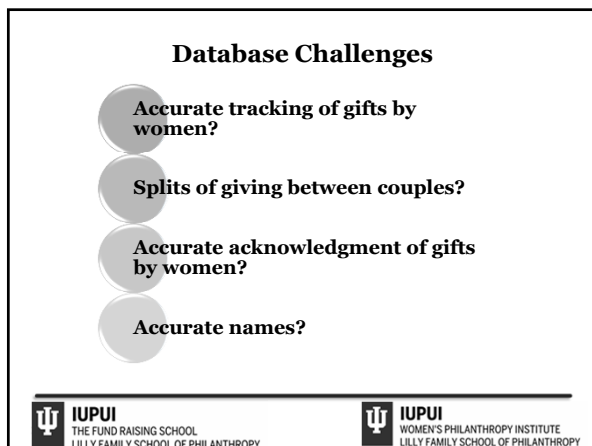 Database Challenges
Accurate tracking of gifts by
women?
Splits of giving between couples?
Accurate acknowledgment of gifts
by women?
Accurate names?
IUPUI
THE FUND RAISING SCHOOL
LILLY FAMILY SCHOOL OF PHILANTHROPY
IUPUI
WOMEN'S PHILANTHROPY INSTITUTE
LILLY FAMILY SCHOOL OF PHILANTHROPY